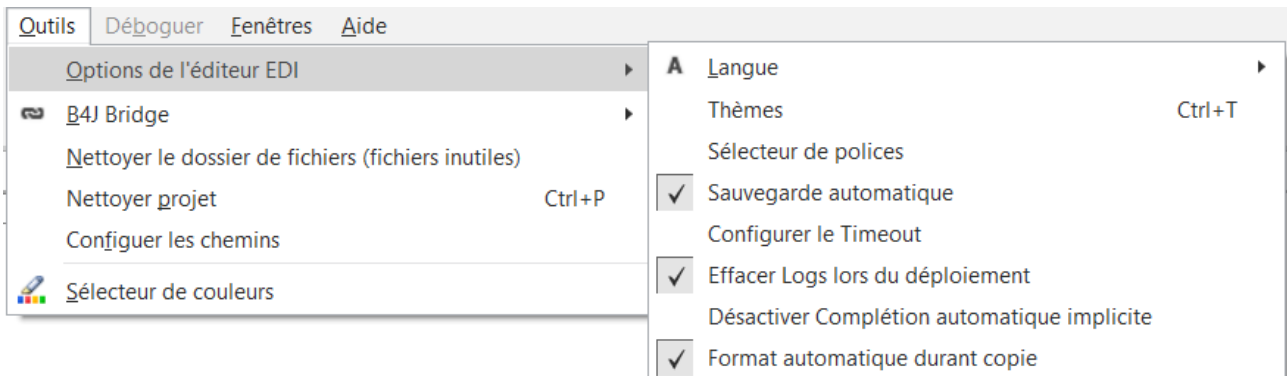 Outils Déboguer Fenêtres Aide
Options de l'éditeur EDI
B4J Bridge
Nettoyer le dossier de fichiers (fichiers inutiles)
Nettoyer projet Ctrl+P
Configuer les chemins
Sélecteur de couleurs
A Langue
Thèmes Ctrl+T
Sélecteur de polices
Sauvegarde automatique
Configurer le Timeout
Effacer Logs lors du déploiement
Désactiver Complétion automatique implicite
Format automatique durant copie